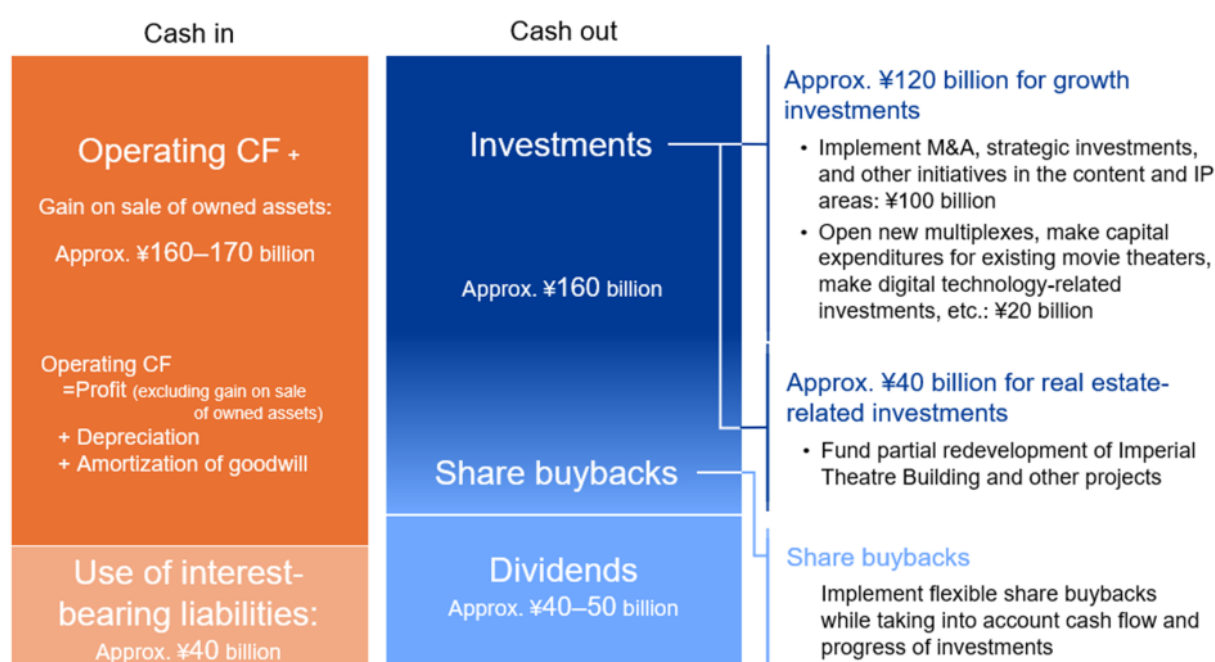 Cash in
Operating CF +
Gain on sale of owned assets:
Approx. ¥160–170 billion
Operating CF
=Profit (excluding gain on sale
of owned assets)
+ Depreciation
+ Amortization of goodwill
Use of interest-
bearing liabilities:
Approx. ¥40 billion
Cash out
Investments
Approx. ¥160 billion
Share buybacks
Dividends
Approx. ¥40–50 billion
Approx. ¥120 billion for growth
investments
• Implement M&A, strategic investments,
and other initiatives in the content and IP
areas: ¥100 billion
• Open new multiplexes, make capital
expenditures for existing movie theaters,
make digital technology-related
investments, etc.: ¥20 billion
Approx. ¥40 billion for real estate-
related investments
• Fund partial redevelopment of Imperial
Theatre Building and other projects
Share buybacks
Implement flexible share buybacks
while taking into account cash flow and
progress of investments